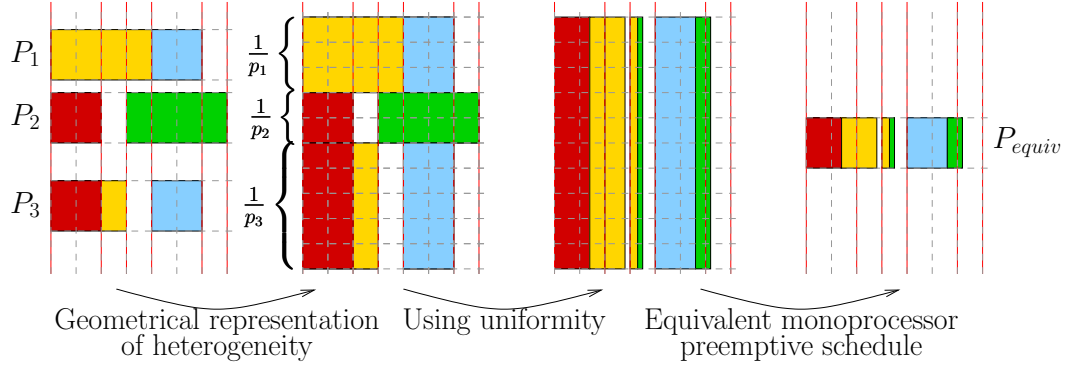 P₁
P₂
P₃
1/p₁
1/p₂
1/p₃
P_equiv
Geometrical representation
of heterogeneity
Using uniformity
Equivalent monoprocessor
preemptive schedule